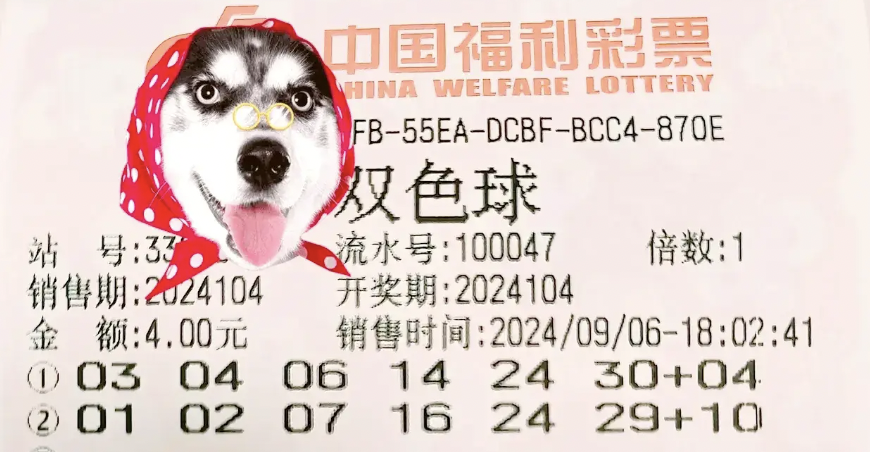 中国福利彩票
HINA WELFARE LOTTERY
FB-55EA-DCBF-BCC4-870E
双色球
站 号:33 流水号:100047 倍数:1
销售期:2024104 开奖期:2024104
金 额:4.00元 销售时间:2024/09/06-18:02:41
① 03 04 06 14 24 30+04
② 01 02 07 16 24 29+10